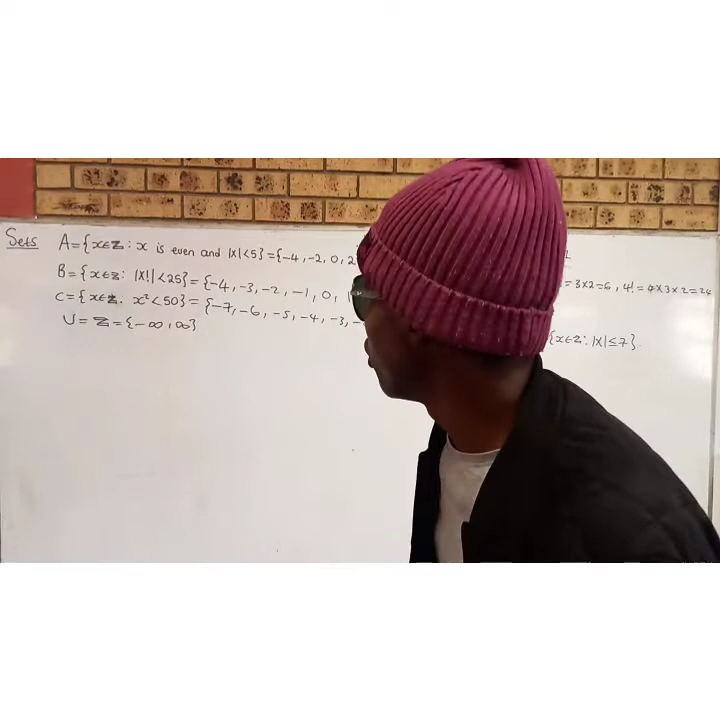 Sets A={x∈ℤ: x is even and |x|<5}={-4,-2,0,2
B={x∈ℤ: |x!|<25}={-4,-3,-2,-1,0,1 =3×2=6, 4!=4×3×2=24
C={x∈ℤ. x²<50}={-7,-6,-5,-4,-3,- {x∈ℤ: |x|≤7}
U=ℤ={-∞,∞}